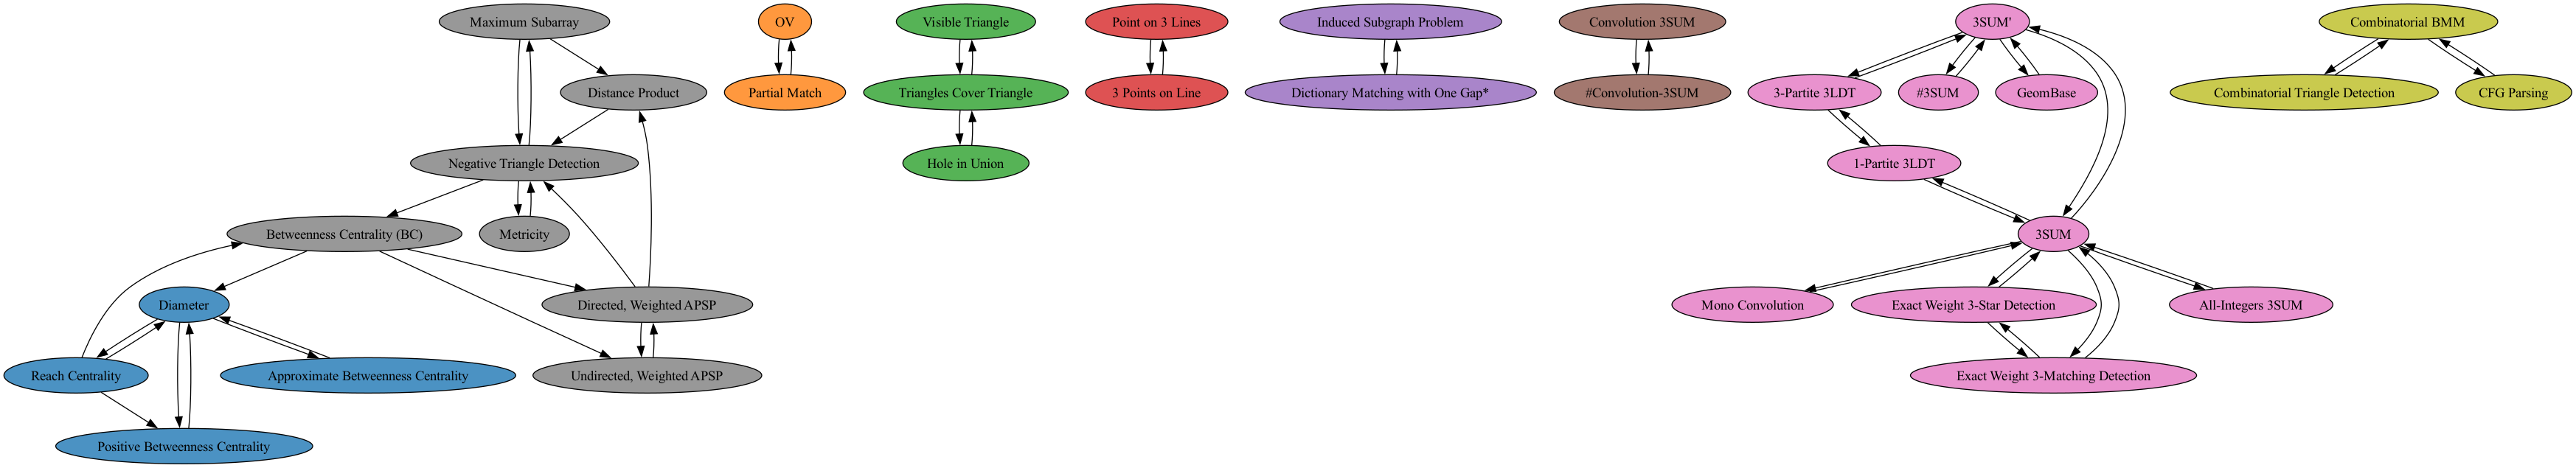 Maximum Subarray
OV
Visible Triangle
Point on 3 Lines
Induced Subgraph Problem
Convolution 3SUM
3SUM'
Combinatorial BMM
Distance Product
Partial Match
Triangles Cover Triangle
3 Points on Line
Dictionary Matching with One Gap*
#Convolution-3SUM
3-Partite 3LDT
#3SUM
GeomBase
Combinatorial Triangle Detection
CFG Parsing
Negative Triangle Detection
Hole in Union
1-Partite 3LDT
Betweenness Centrality (BC)
Metricity
3SUM
Diameter
Directed, Weighted APSP
Mono Convolution
Exact Weight 3-Star Detection
All-Integers 3SUM
Reach Centrality
Approximate Betweenness Centrality
Undirected, Weighted APSP
Exact Weight 3-Matching Detection
Positive Betweenness Centrality